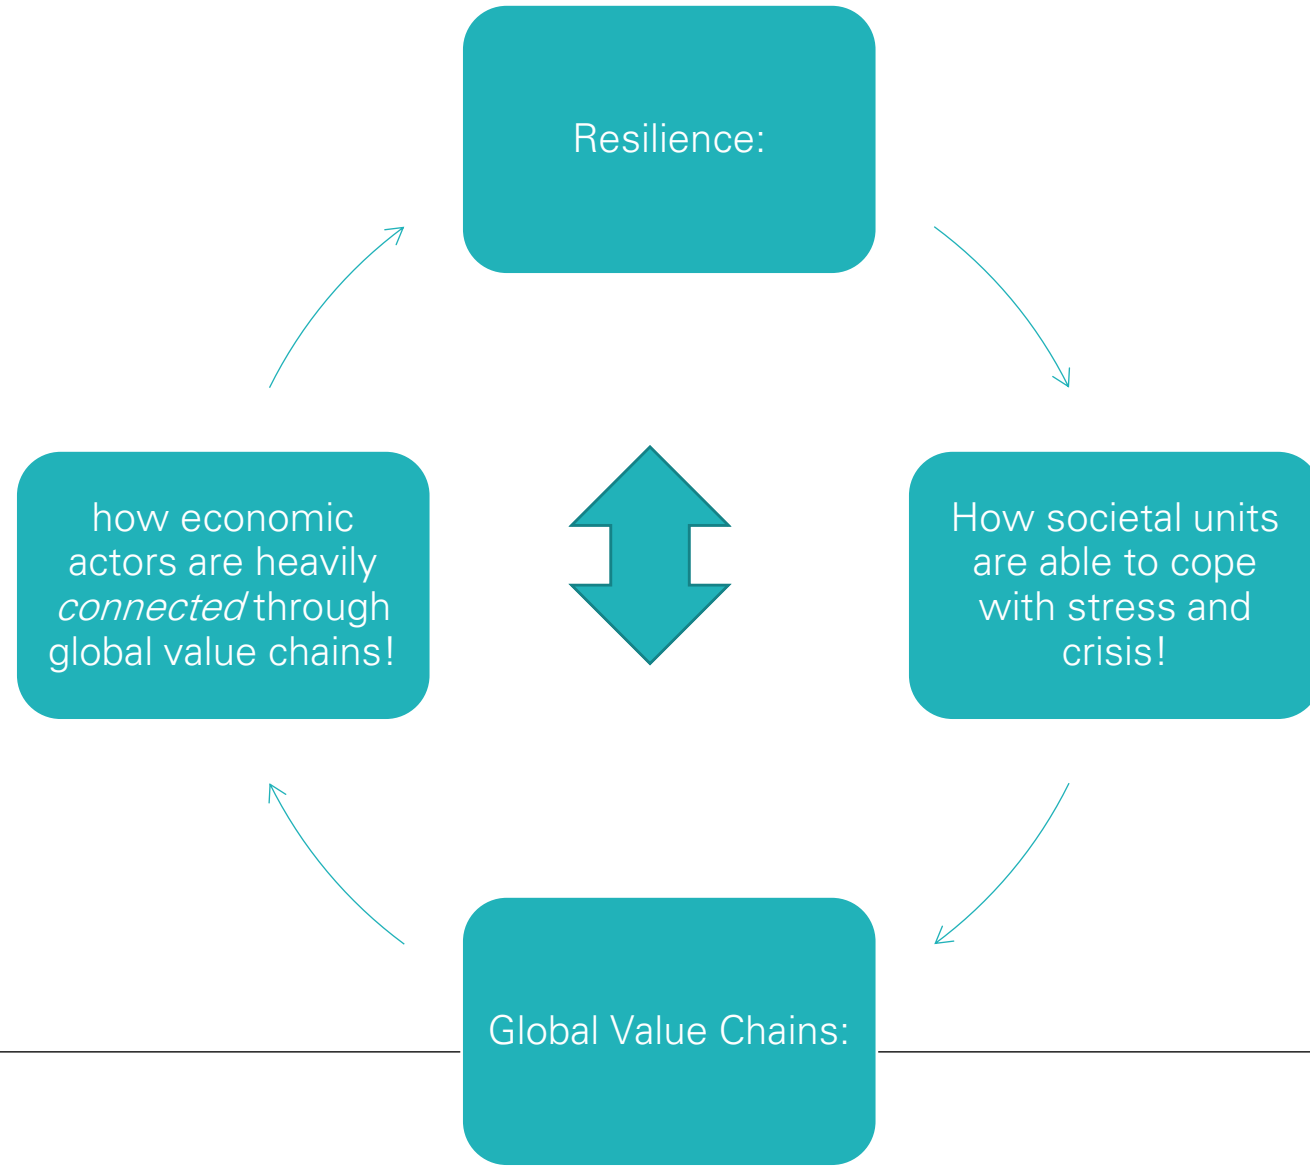 Resilience:
How societal units
are able to cope
with stress and
crisis!
Global Value Chains:
how economic
actors are heavily
connected through
global value chains!